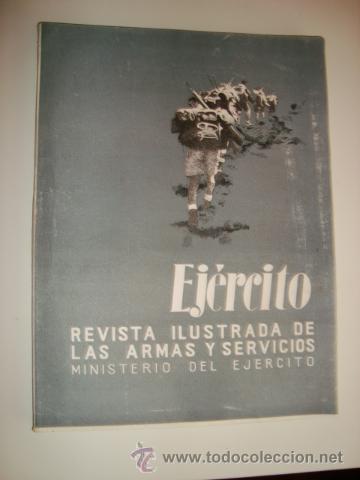 Ejército
REVISTA ILUSTRADA DE
LAS ARMAS Y SERVICIOS
MINISTERIO DEL EJERCITO
www.todocoleccion.net